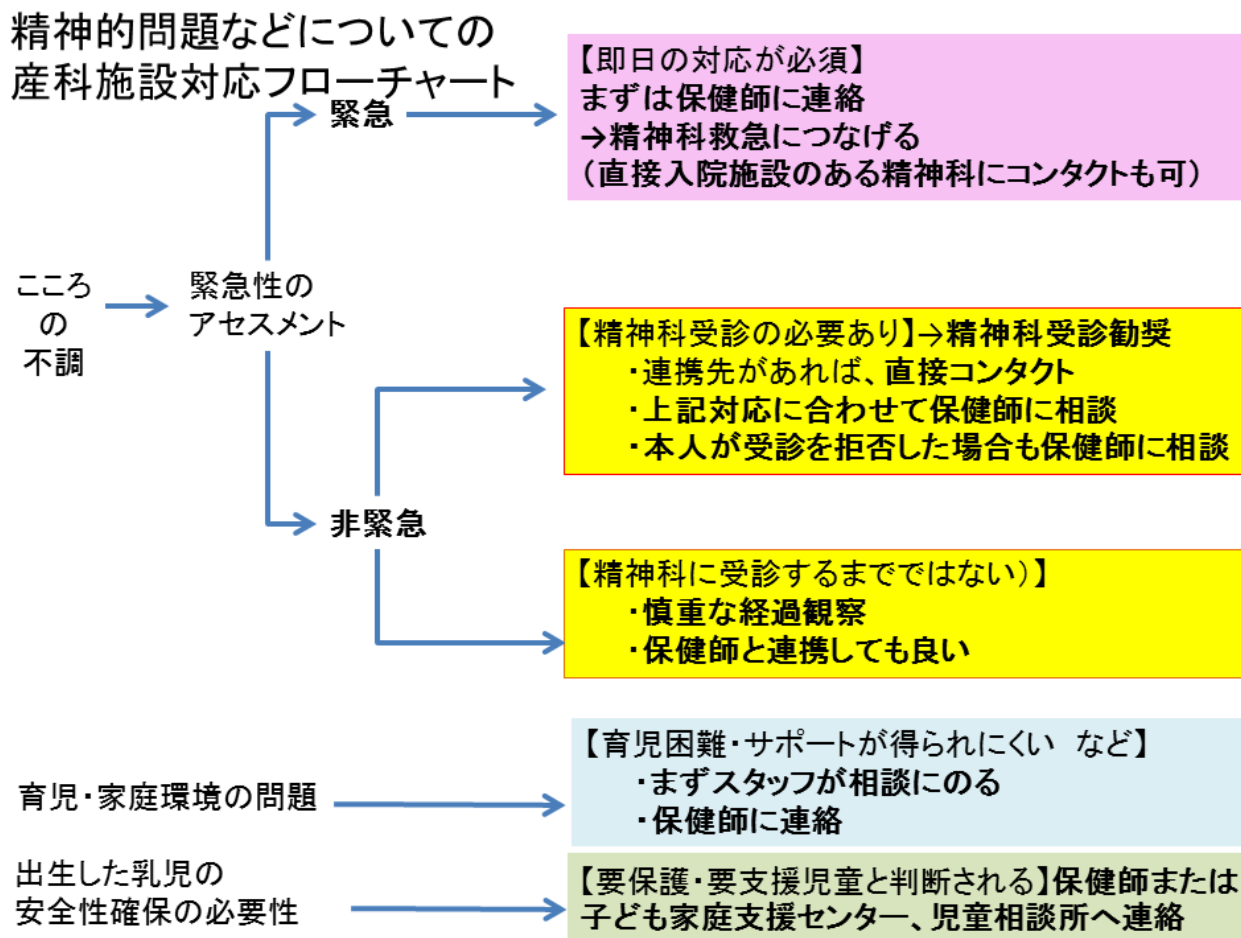 精神的問題などについての
産科施設対応フローチャート
緊急
【即日の対応が必須】
まずは保健師に連絡
→精神科救急につなげる
(直接入院施設のある精神科にコンタクトも可)
こころ
の
不調
緊急性の
アセスメント
【精神科受診の必要あり】→精神科受診勧奨
・連携先があれば、直接コンタクト
・上記対応に合わせて保健師に相談
・本人が受診を拒否した場合も保健師に相談
非緊急
【精神科に受診するまでではない)】
・慎重な経過観察
・保健師と連携しても良い
育児・家庭環境の問題
【育児困難・サポートが得られにくい など】
・まずスタッフが相談にのる
・保健師に連絡
出生した乳児の
安全性確保の必要性
【要保護・要支援児童と判断される】保健師または
子ども家庭支援センター、児童相談所へ連絡